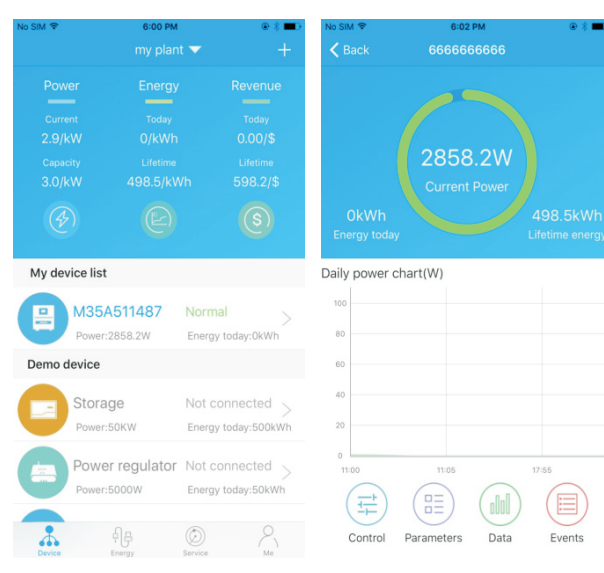 No SIM 6:00 PM
my plant
Power Energy Revenue
Current Today Today
2.9/kW 0/kWh 0.00/$
Capacity Lifetime Lifetime
3.0/kW 498.5/kWh 598.2/$
$
My device list
M35A511487 Normal
Power:2858.2W Energy today:0kWh
Demo device
Storage Not connected
Power:50KW Energy today:500kWh
Power regulator Not connected
Power:5000W Energy today:50kWh
Device Energy Service Me
No SIM 6:02 PM
Back 6666666666
2858.2W
Current Power
0kWh 498.5kWh
Energy today Lifetime energy
Daily power chart(W)
100
80
60
40
20
0
11:00 11:05 17:55
Control Parameters Data Events